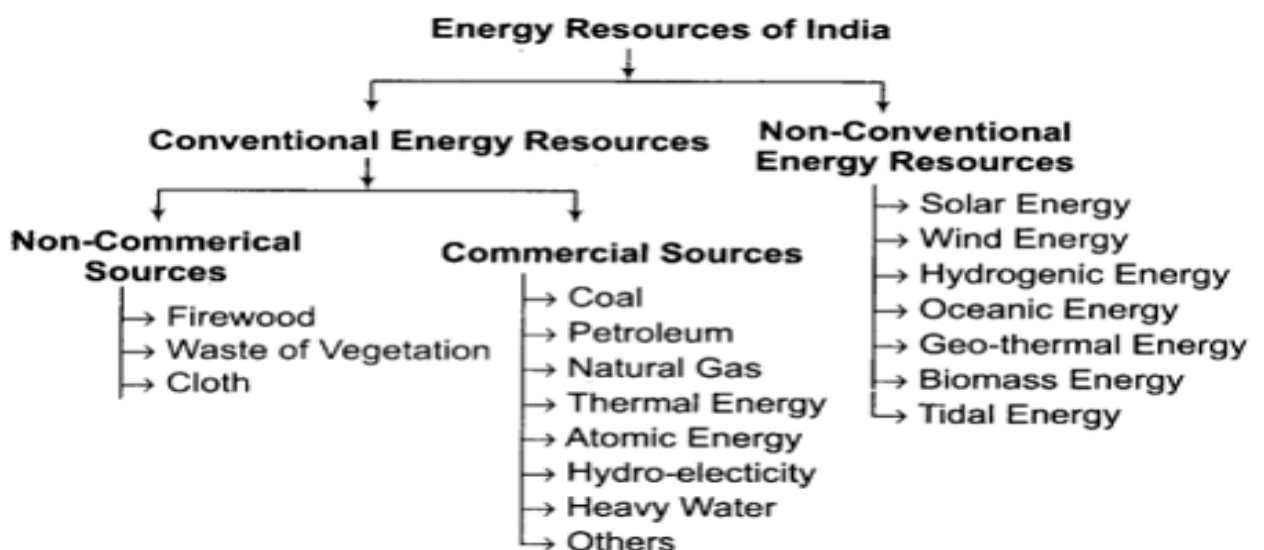 Energy Resources of India
Conventional Energy Resources
Non-Conventional
Energy Resources
Non-Commerical
Sources
Firewood
Waste of Vegetation
Cloth
Commercial Sources
Coal
Petroleum
Natural Gas
Thermal Energy
Atomic Energy
Hydro-electicity
Heavy Water
Others
Solar Energy
Wind Energy
Hydrogenic Energy
Oceanic Energy
Geo-thermal Energy
Biomass Energy
Tidal Energy